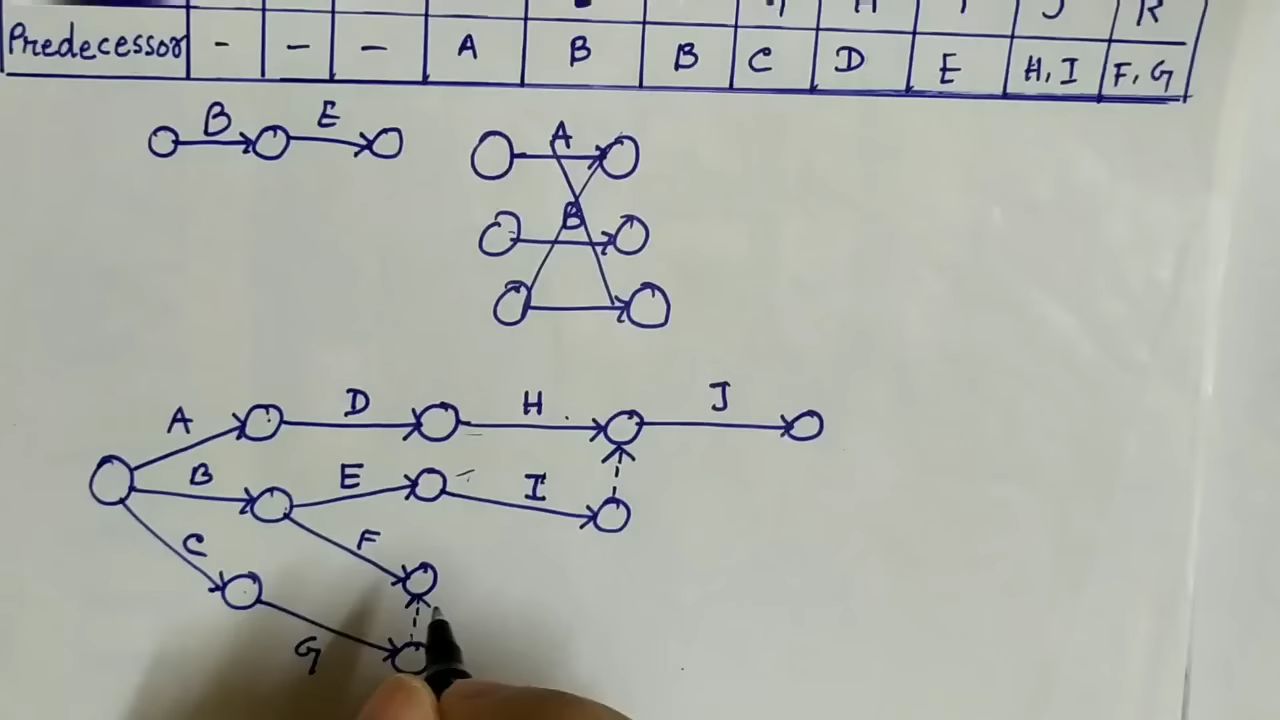 H I J K
Predecessor - - - A B B C D E H, I F, G
B E
A
B
A D H J
B E I
F
C
G